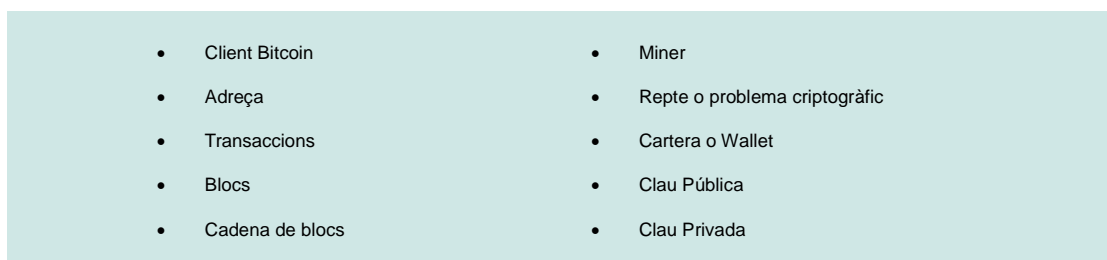 • Client Bitcoin
• Adreça
• Transaccions
• Blocs
• Cadena de blocs
• Miner
• Repte o problema criptogràfic
• Cartera o Wallet
• Clau Pública
• Clau Privada